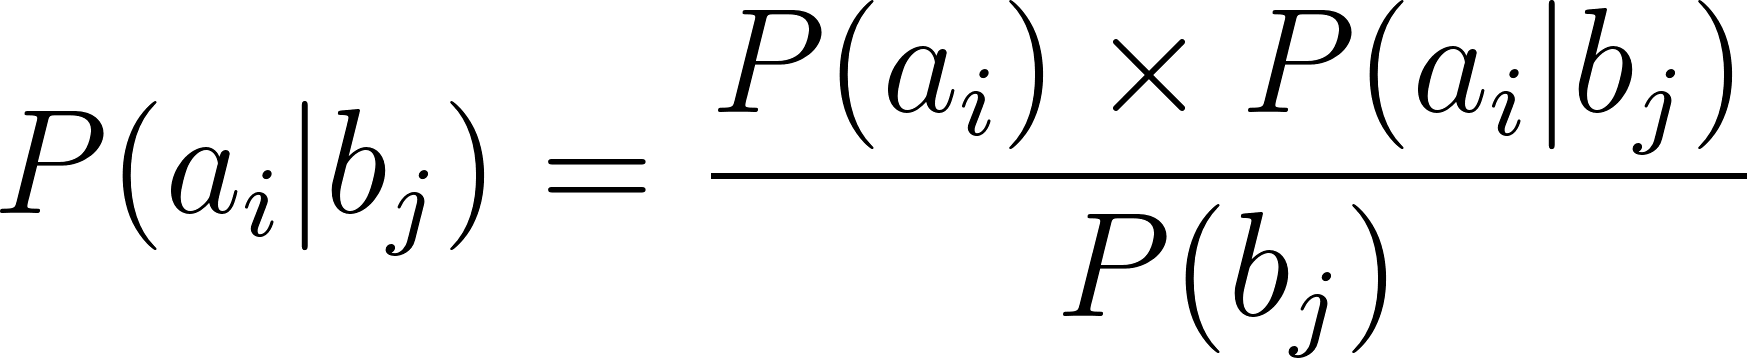 P(a_i|b_j) = \frac{P(a_i) \times P(a_i|b_j)}{P(b_j)}